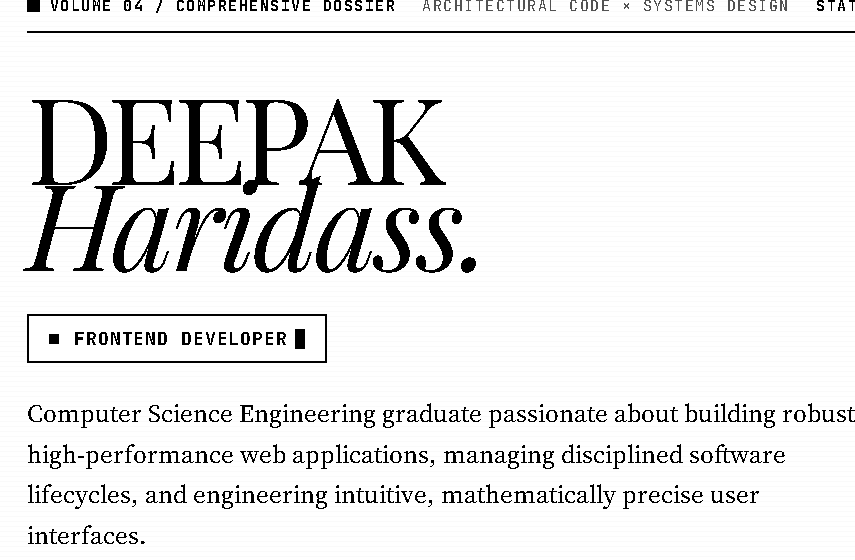 VOLUME 04 / COMPREHENSIVE DOSSIER ARCHITECTURAL CODE × SYSTEMS DESIGN STAT
DEEPAK
Haridass.
FRONTEND DEVELOPER
Computer Science Engineering graduate passionate about building robust
high-performance web applications, managing disciplined software
lifecycles, and engineering intuitive, mathematically precise user
interfaces.